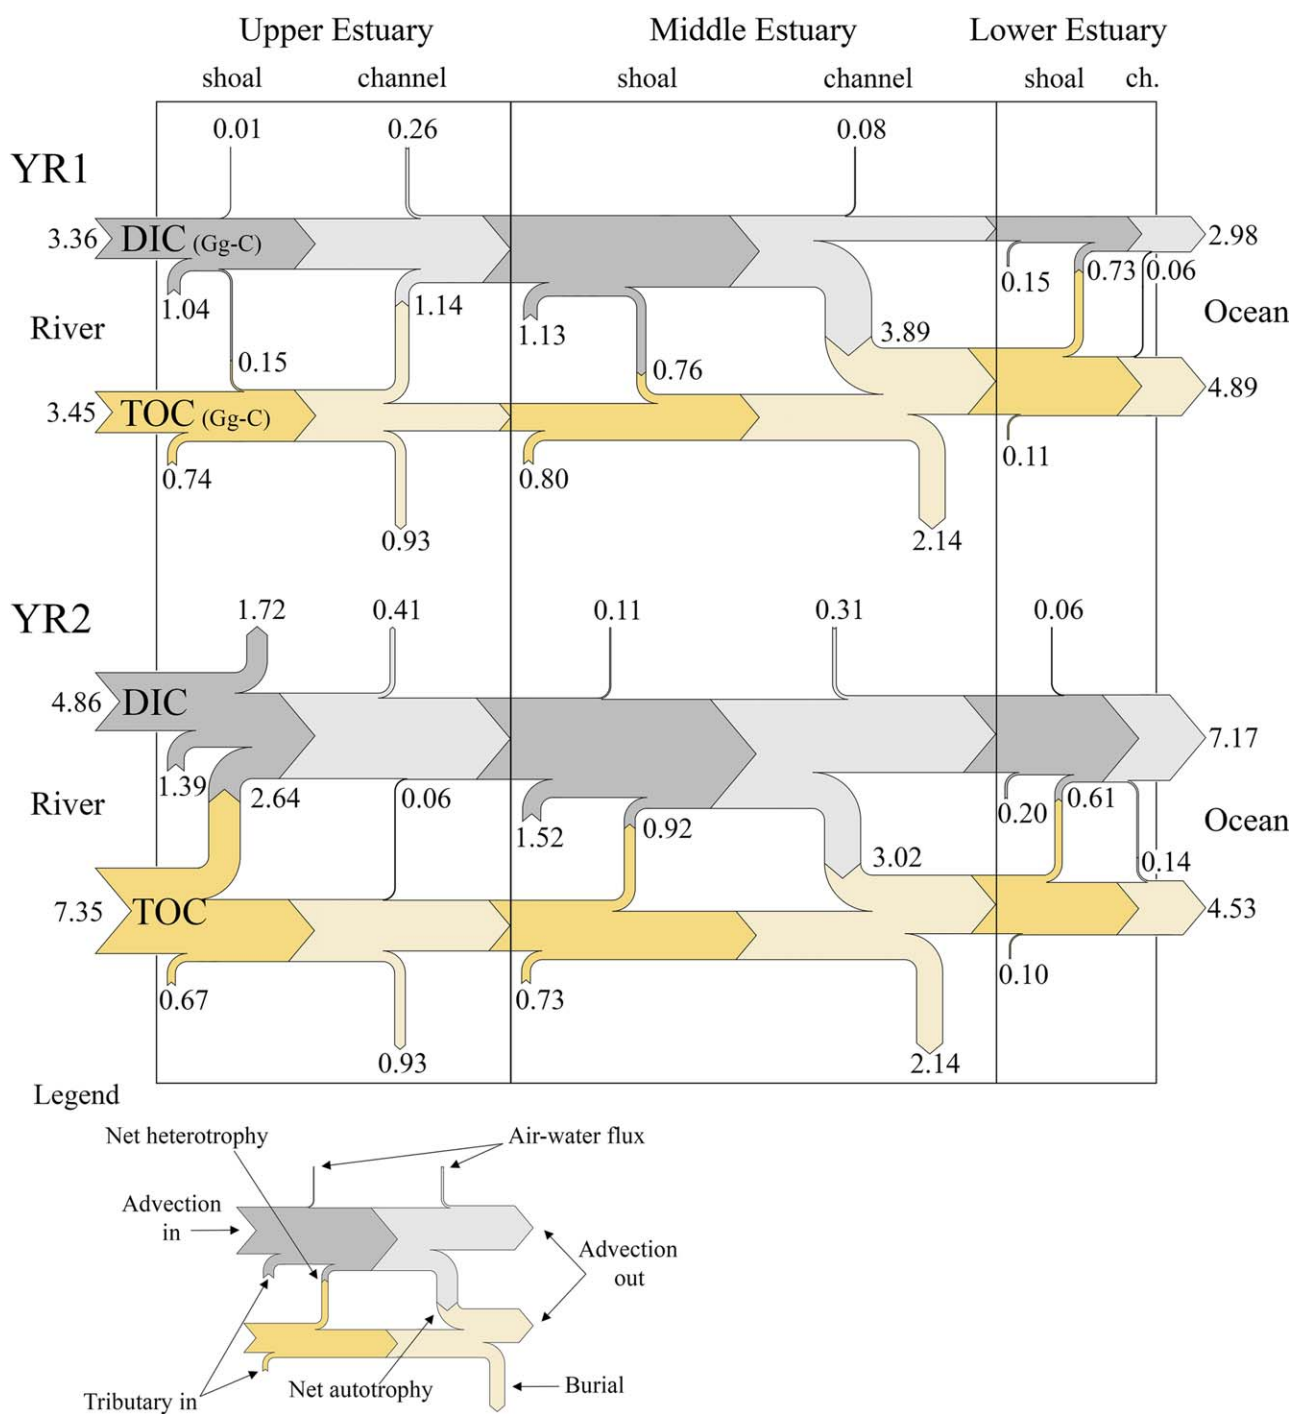 Upper Estuary Middle Estuary Lower Estuary
shoal channel shoal channel shoal ch.
0.01 0.26 0.08
YR1
3.36 DIC (Gg-C) 2.98
1.04 1.14 1.13 3.89 0.15 0.73 0.06
River Ocean
0.15 0.76
3.45 TOC (Gg-C) 4.89
0.74 0.80 0.11
0.93 2.14
YR2
1.72 0.41 0.11 0.31 0.06
4.86 DIC 7.17
1.39 2.64 0.06 1.52 0.92 0.20 0.61
River Ocean
3.02 0.14
7.35 TOC 4.53
0.67 0.73 0.10
0.93 2.14
Legend
Net heterotrophy Air-water flux
Advection
in
Advection
out
Tributary in Net autotrophy Burial